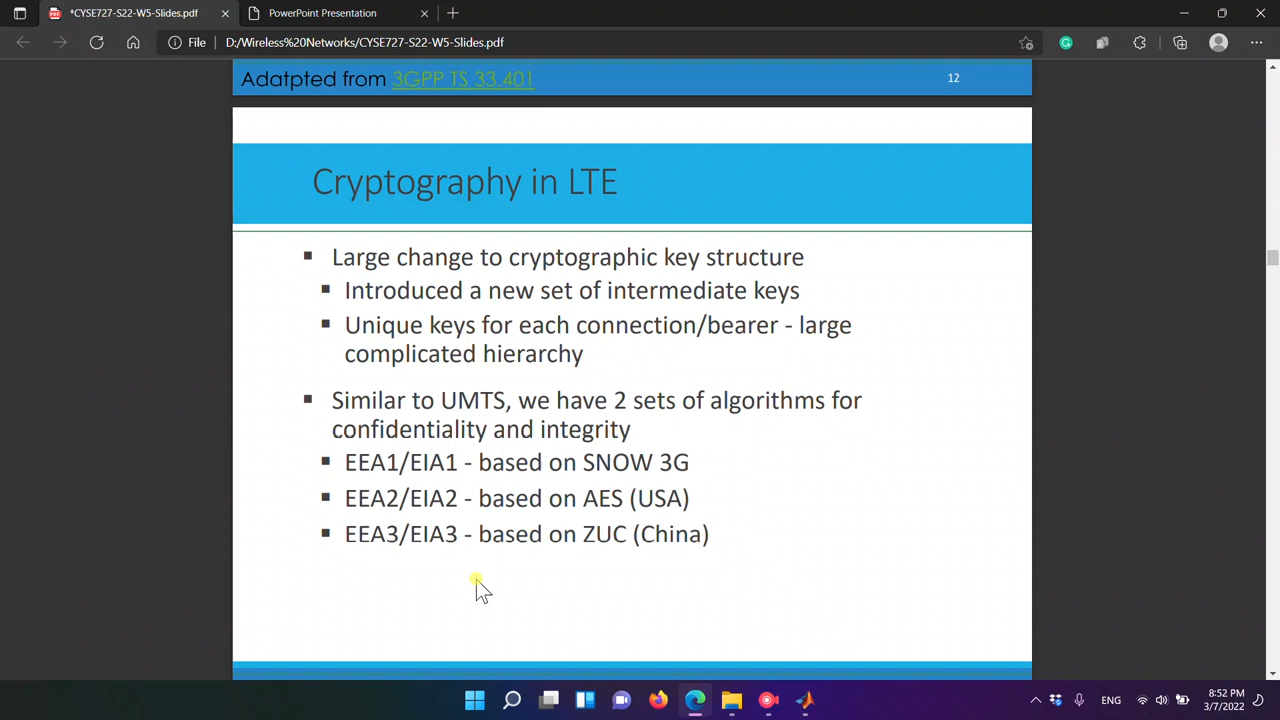 *CYSE727-S22-W5-Slides.pdf
PowerPoint Presentation
File
D:/Wireless%20Networks/CYSE727-S22-W5-Slides.pdf
Adatpted from 3GPP TS 33.401
12
Cryptography in LTE
▪ Large change to cryptographic key structure
▪ Introduced a new set of intermediate keys
▪ Unique keys for each connection/bearer - large
complicated hierarchy
▪ Similar to UMTS, we have 2 sets of algorithms for
confidentiality and integrity
▪ EEA1/EIA1 - based on SNOW 3G
▪ EEA2/EIA2 - based on AES (USA)
▪ EEA3/EIA3 - based on ZUC (China)
ENG
8:52 PM
3/7/2022